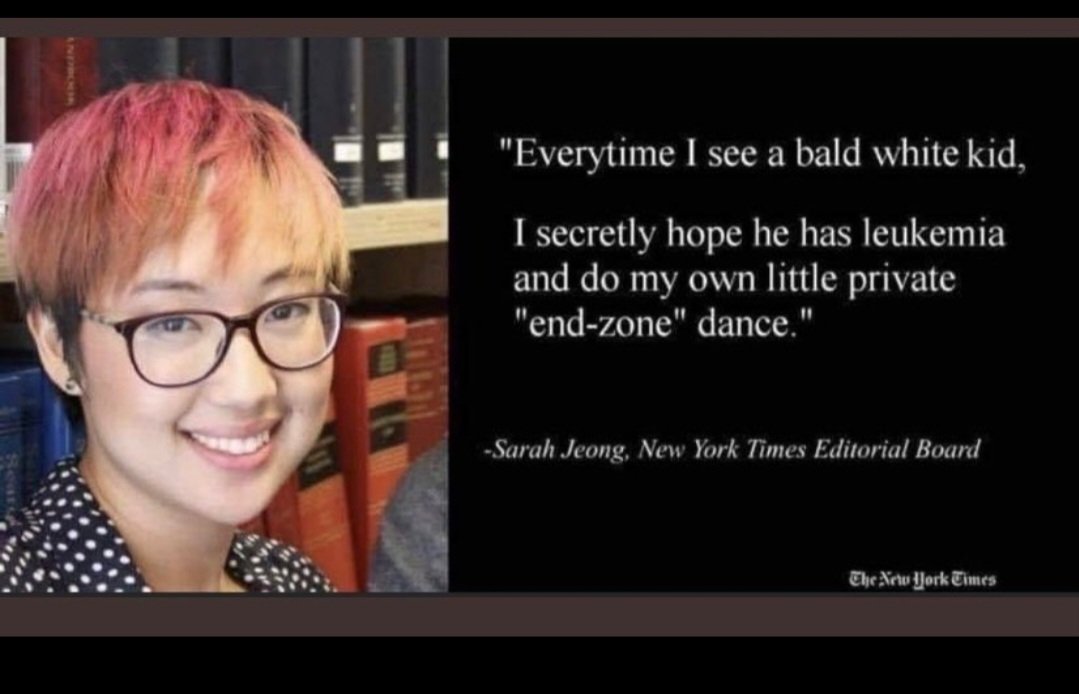 "Everytime I see a bald white kid,
I secretly hope he has leukemia
and do my own little private
"end-zone" dance."
-Sarah Jeong, New York Times Editorial Board
The New York Times